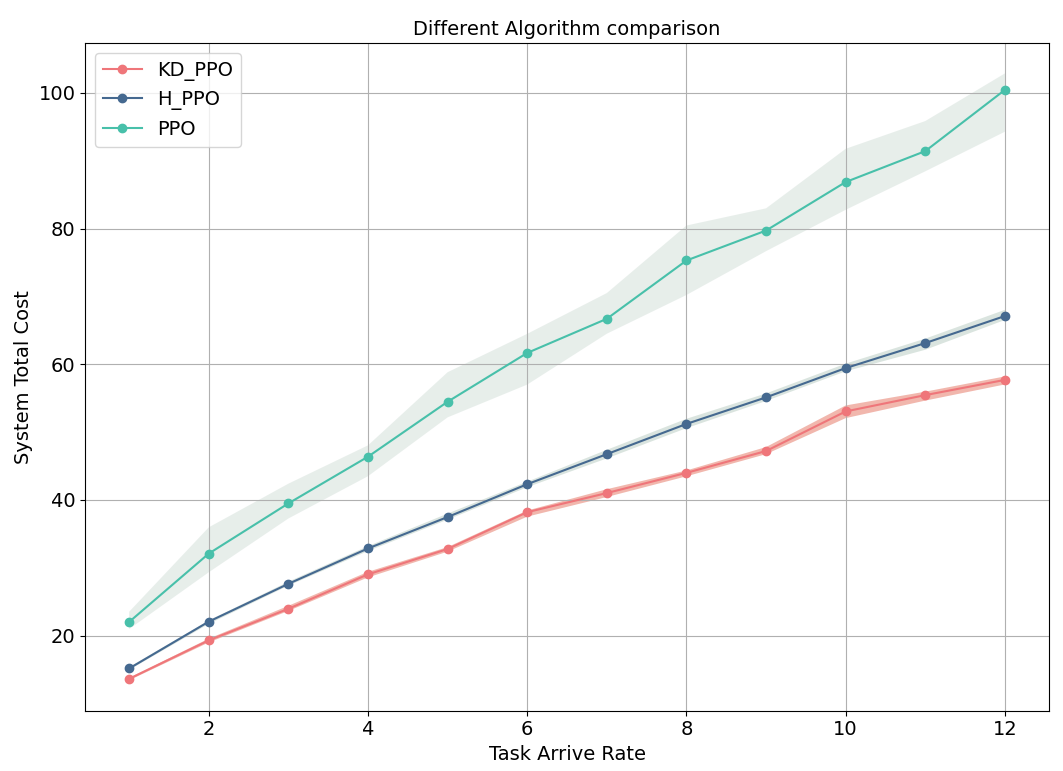 Different Algorithm comparison
KD_PPO
H_PPO
PPO
100
80
60
40
20
System Total Cost
2 4 6 8 10 12
Task Arrive Rate